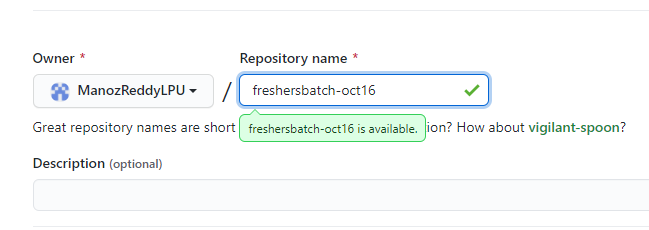 Owner * Repository name *
ManozReddyLPU / freshersbatch-oct16
Great repository names are short ion? How about vigilant-spoon?
freshersbatch-oct16 is available.
Description (optional)